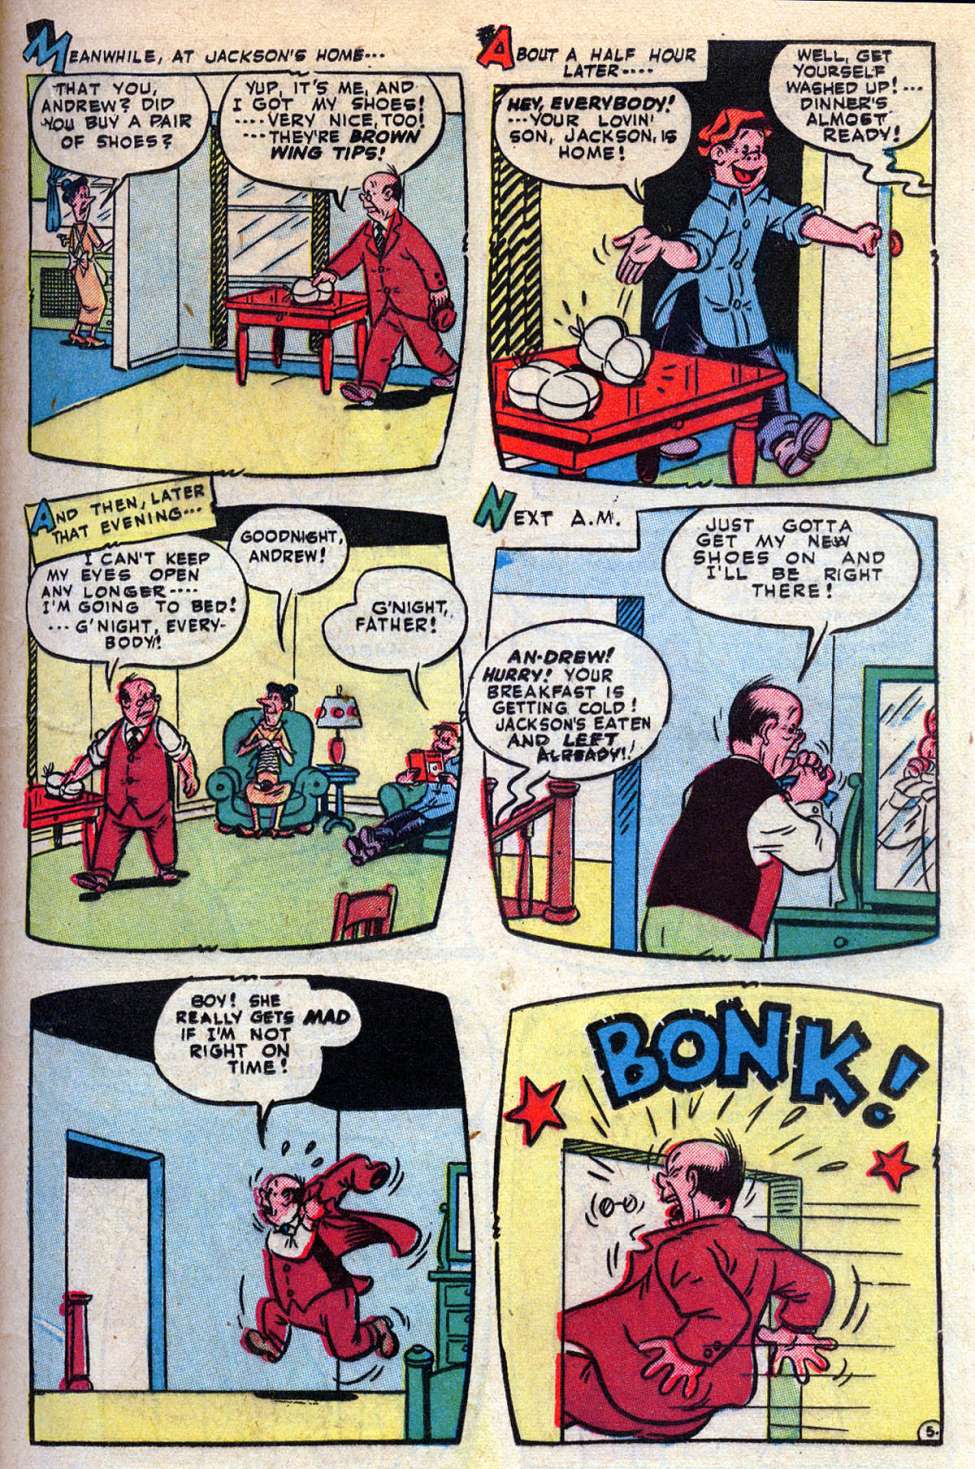 MEANWHILE, AT JACKSON'S HOME---
THAT YOU,
ANDREW? DID
YOU BUY A PAIR
OF SHOES?
YUP, IT'S ME, AND
I GOT MY SHOES!
----VERY NICE, TOO!
---THEY'RE BROWN
WING TIPS!
ABOUT A HALF HOUR
LATER----
HEY, EVERYBODY!
---YOUR LOVIN'
SON, JACKSON, IS
HOME!
WELL, GET
YOURSELF
WASHED UP!---
DINNER'S
ALMOST
READY!
AND THEN, LATER
THAT EVENING---
I CAN'T KEEP
MY EYES OPEN
ANY LONGER----
I'M GOING TO BED!
---G'NIGHT, EVERY-
BODY!
GOODNIGHT,
ANDREW!
G'NIGHT,
FATHER!
NEXT A.M.
JUST GOTTA
GET MY NEW
SHOES ON AND
I'LL BE RIGHT
THERE!
AN-DREW!
HURRY! YOUR
BREAKFAST IS
GETTING COLD!
JACKSON'S EATEN
AND LEFT
ALREADY!
BOY! SHE
REALLY GETS MAD
IF I'M NOT
RIGHT ON
TIME!
BONK!
5-